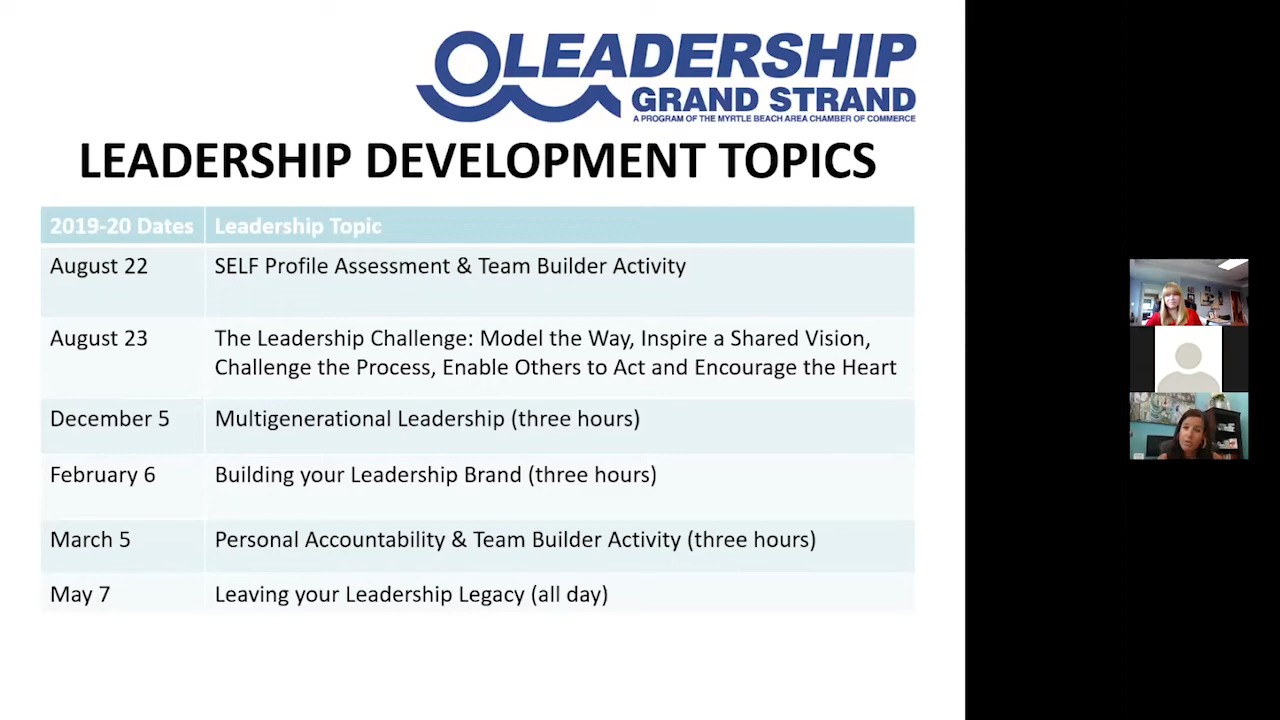 LEADERSHIP
GRAND STRAND
A PROGRAM OF THE MYRTLE BEACH AREA CHAMBER OF COMMERCE
LEADERSHIP DEVELOPMENT TOPICS
2019-20 Dates Leadership Topic
August 22 SELF Profile Assessment & Team Builder Activity
August 23 The Leadership Challenge: Model the Way, Inspire a Shared Vision,
Challenge the Process, Enable Others to Act and Encourage the Heart
December 5 Multigenerational Leadership (three hours)
February 6 Building your Leadership Brand (three hours)
March 5 Personal Accountability & Team Builder Activity (three hours)
May 7 Leaving your Leadership Legacy (all day)